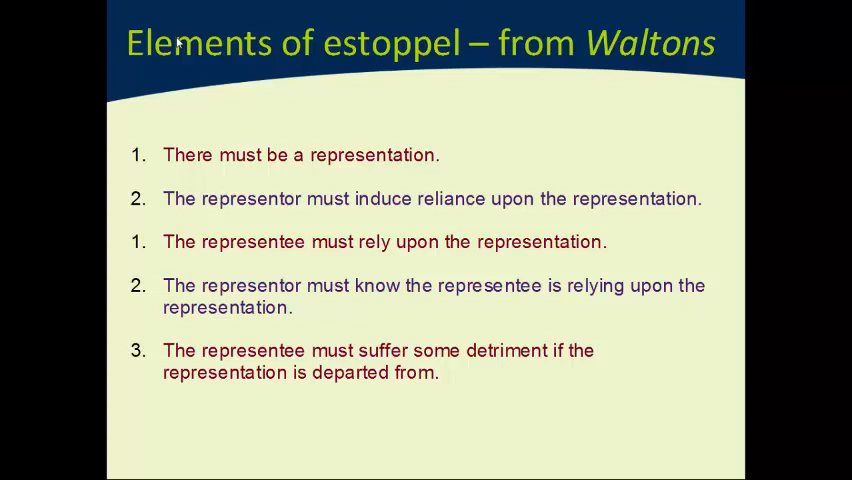 Elements of estoppel – from Waltons
1. There must be a representation.
2. The representor must induce reliance upon the representation.
1. The representee must rely upon the representation.
2. The representor must know the representee is relying upon the
representation.
3. The representee must suffer some detriment if the
representation is departed from.